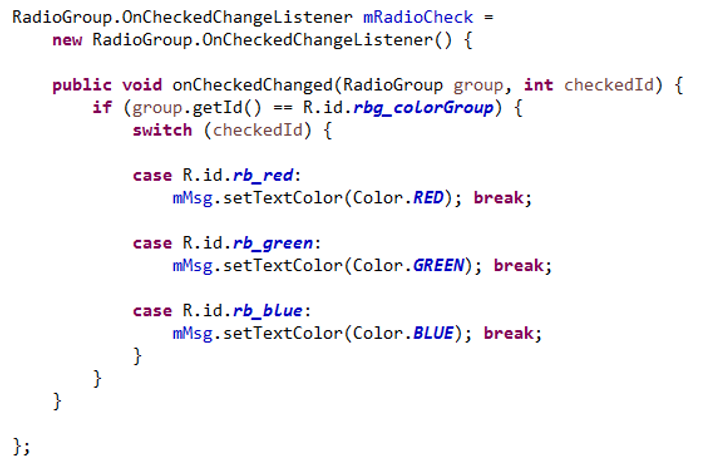 RadioGroup.OnCheckedChangeListener mRadioCheck =
    new RadioGroup.OnCheckedChangeListener() {
    public void onCheckedChanged(RadioGroup group, int checkedId) {
        if (group.getId() == R.id.rbg_colorGroup) {
            switch (checkedId) {
            case R.id.rb_red:
                mMsg.setTextColor(Color.RED); break;
            case R.id.rb_green:
                mMsg.setTextColor(Color.GREEN); break;
            case R.id.rb_blue:
                mMsg.setTextColor(Color.BLUE); break;
            }
        }
    }
};